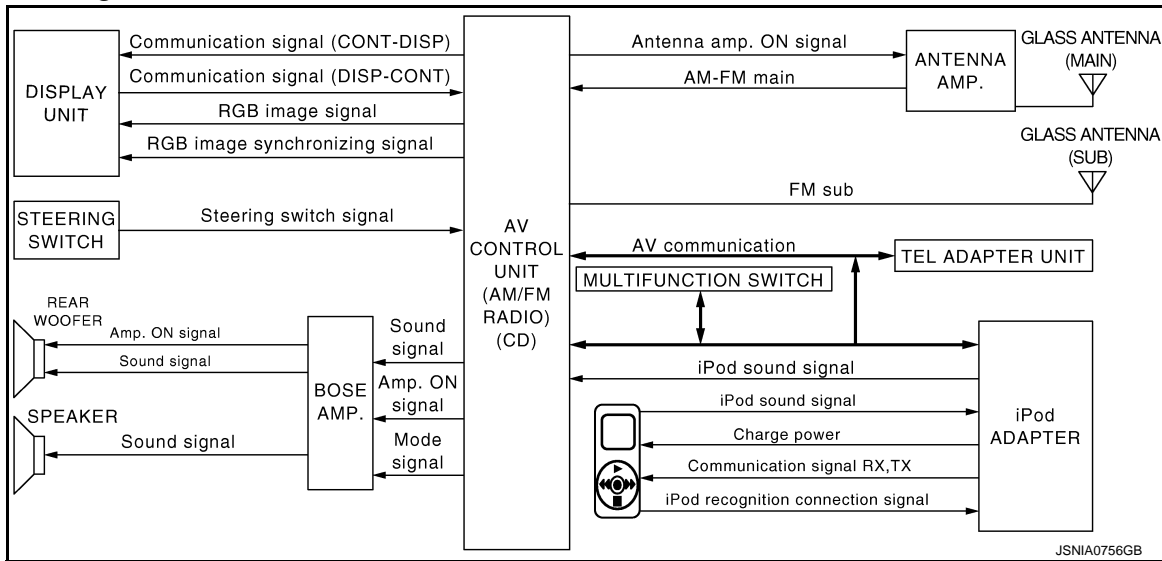 Communication signal (CONT-DISP)
Communication signal (DISP-CONT)
RGB image signal
RGB image synchronizing signal
DISPLAY
UNIT
STEERING
SWITCH
Steering switch signal
REAR
WOOFER
Amp. ON signal
Sound signal
SPEAKER
Sound signal
BOSE
AMP.
Sound
signal
Amp. ON
signal
Mode
signal
AV
CONTROL
UNIT
(AM/FM
RADIO)
(CD)
Antenna amp. ON signal
AM-FM main
ANTENNA
AMP.
GLASS ANTENNA
(MAIN)
GLASS ANTENNA
(SUB)
FM sub
AV communication
TEL ADAPTER UNIT
MULTIFUNCTION SWITCH
iPod sound signal
iPod sound signal
Charge power
Communication signal RX,TX
iPod recognition connection signal
iPod
ADAPTER
JSNIA0756GB